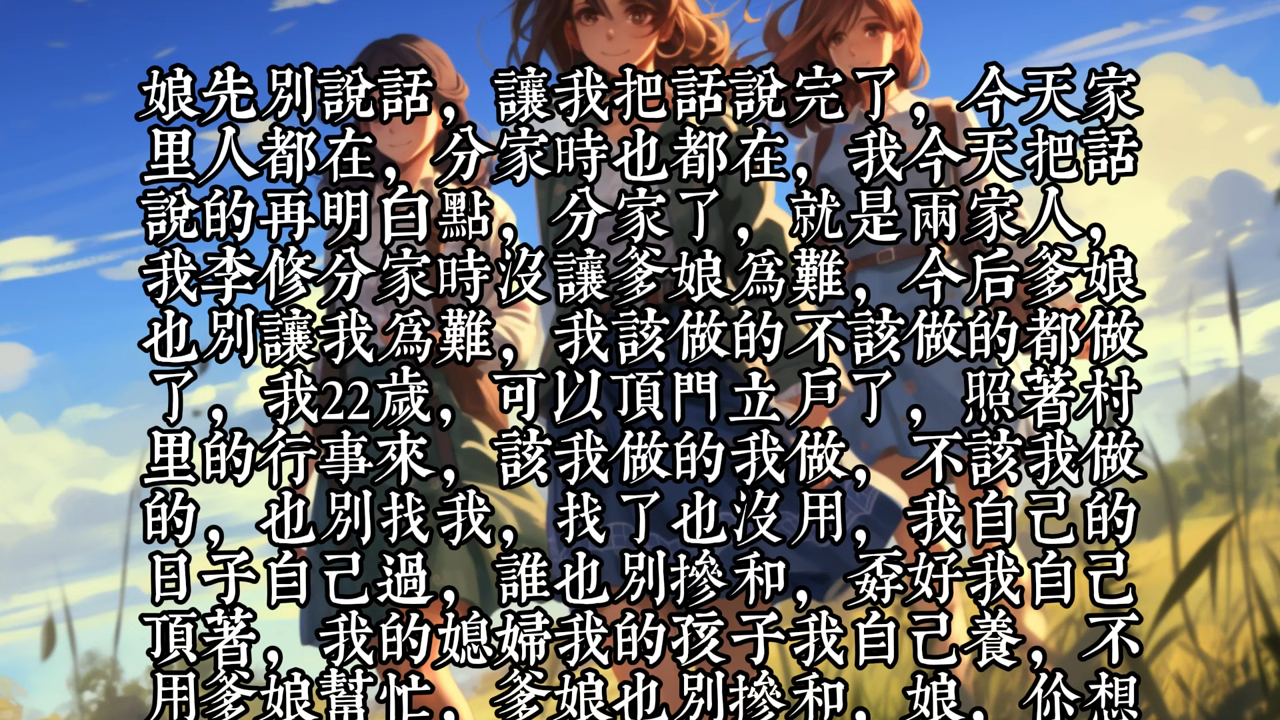 娘先別說話，讓我把話說完了，今天家
里人都在，分家時也都在，我今天把話
說的再明白點，分家了，就是兩家人，
我李修分家時沒讓爹娘爲難，今后爹娘
也別讓我爲難，我該做的不該做的都做
了，我22歲，可以頂門立戶了，照著村
里的行事來，該我做的我做，不該我做
的，也別找我，找了也沒用，我自己的
日子自己過，誰也別摻和，孬好我自己
頂著，我的媳婦我的孩子我自己養，不
用爹娘幫忙，爹娘也別摻和，娘，你想